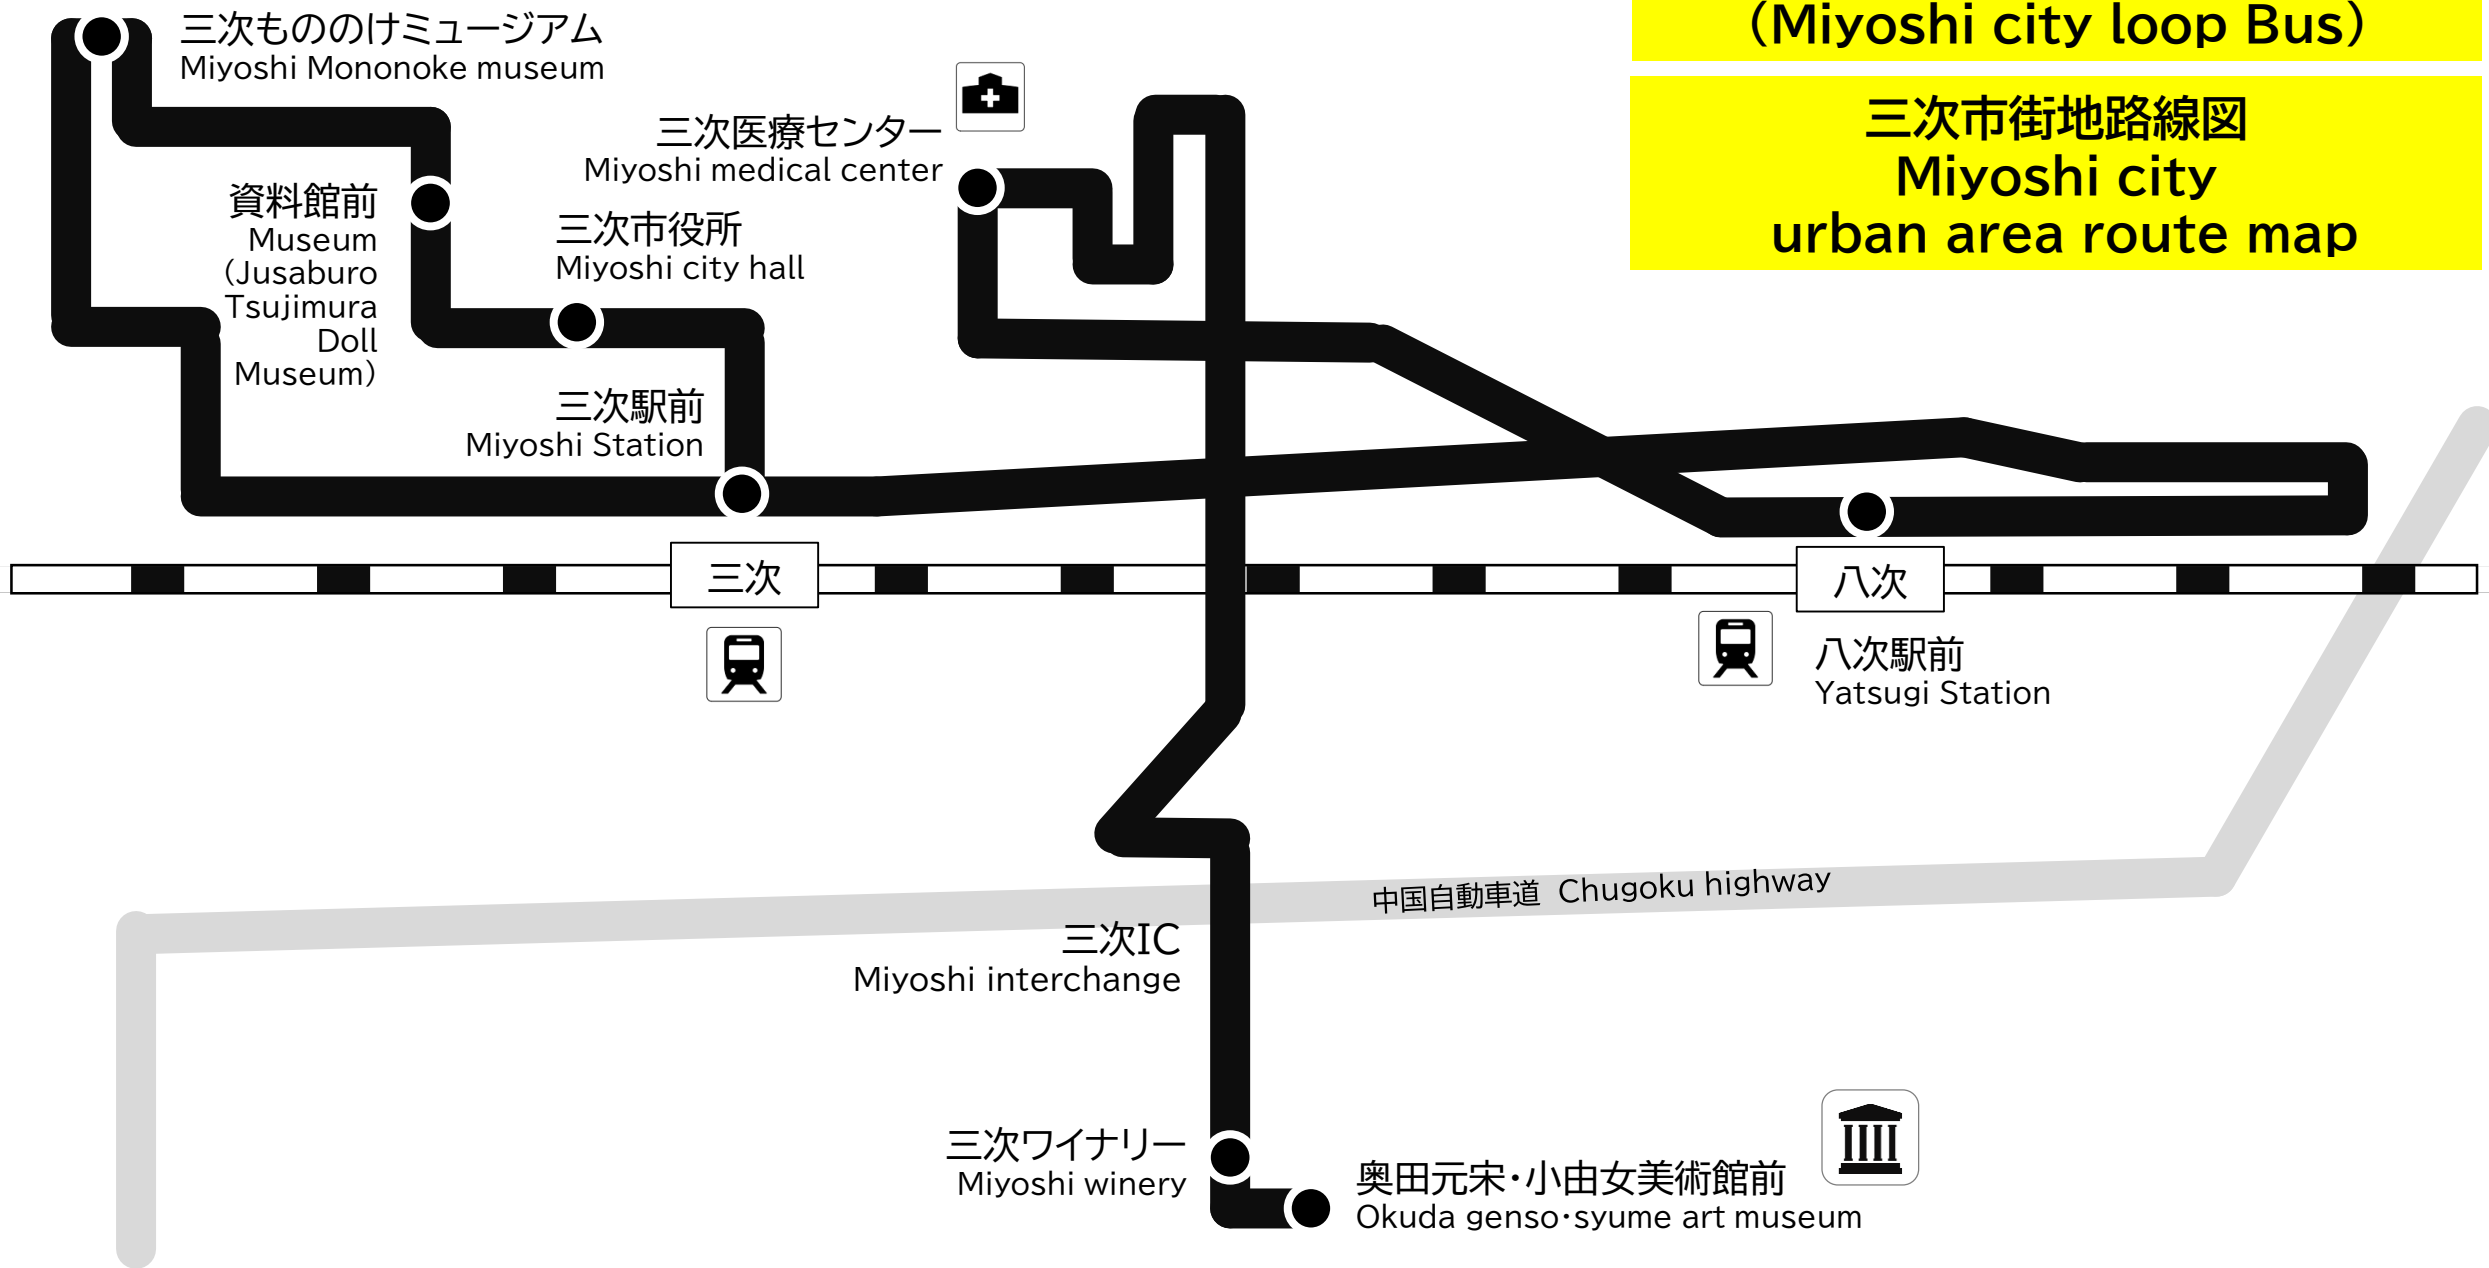 (Miyoshi city loop Bus)
三次市街地路線図
Miyoshi city
urban area route map
三次もののけミュージアム
Miyoshi Mononoke museum
三次医療センター
Miyoshi medical center
資料館前
Museum
(Jusaburo
Tsujimura
Doll
Museum)
三次市役所
Miyoshi city hall
三次駅前
Miyoshi Station
三次
八次
八次駅前
Yatsugi Station
中国自動車道 Chugoku highway
三次IC
Miyoshi interchange
三次ワイナリー
Miyoshi winery
奥田元宋・小由女美術館前
Okuda genso・syume art museum